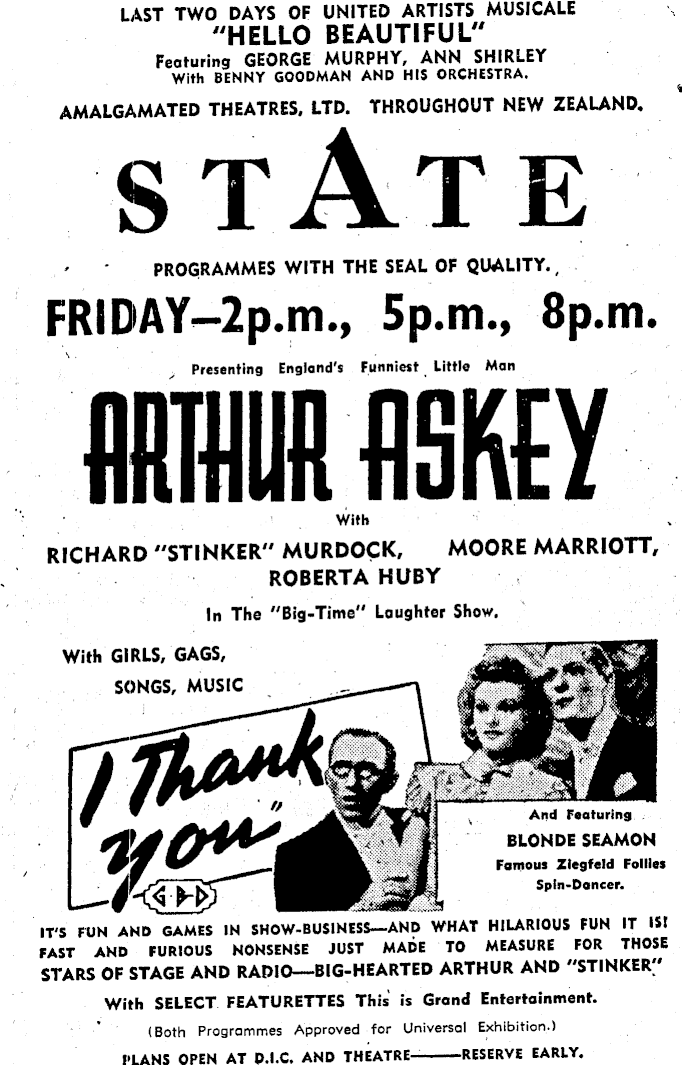 LAST TWO DAYS OF UNITED ARTISTS MUSICALE
"HELLO BEAUTIFUL"
Featuring GEORGE MURPHY, ANN SHIRLEY
With BENNY GOODMAN AND HIS ORCHESTRA.
AMALGAMATED THEATRES, LTD. THROUGHOUT NEW ZEALAND.
STATE
PROGRAMMES WITH THE SEAL OF QUALITY.
FRIDAY—2p.m., 5p.m., 8p.m.
Presenting England's Funniest Little Man
ARTHUR ASKEY
With
RICHARD "STINKER" MURDOCK, MOORE MARRIOTT,
ROBERTA HUBY
In The "Big-Time" Laughter Show.
With GIRLS, GAGS,
SONGS, MUSIC
I Thank
you"
G-B-D
And Featuring
BLONDE SEAMON
Famous Ziegfeld Follies
Spin-Dancer.
IT'S FUN AND GAMES IN SHOW-BUSINESS—AND WHAT HILARIOUS FUN IT IS!
FAST AND FURIOUS NONSENSE JUST MADE TO MEASURE FOR THOSE
STARS OF STAGE AND RADIO—BIG-HEARTED ARTHUR AND "STINKER"
With SELECT FEATURETTES This is Grand Entertainment.
(Both Programmes Approved for Universal Exhibition.)
PLANS OPEN AT D.I.C. AND THEATRE——RESERVE EARLY.